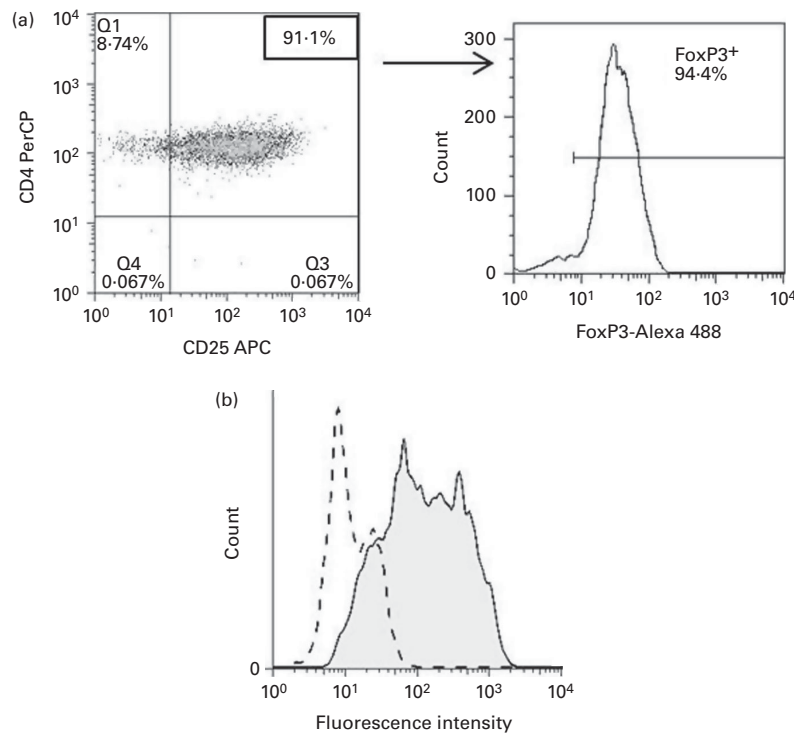 (a)
10⁴
Q1
8·74%
91·1%
10³
10²
10¹
10⁰
CD4 PerCP
Q4
0·067%
Q3
0·067%
10⁰
10¹
10²
10³
10⁴
CD25 APC
300
200
100
0
Count
FoxP3⁺
94·4%
10⁰
10¹
10²
10³
10⁴
FoxP3-Alexa 488
(b)
Count
0
10⁰
10¹
10²
10³
10⁴
Fluorescence intensity